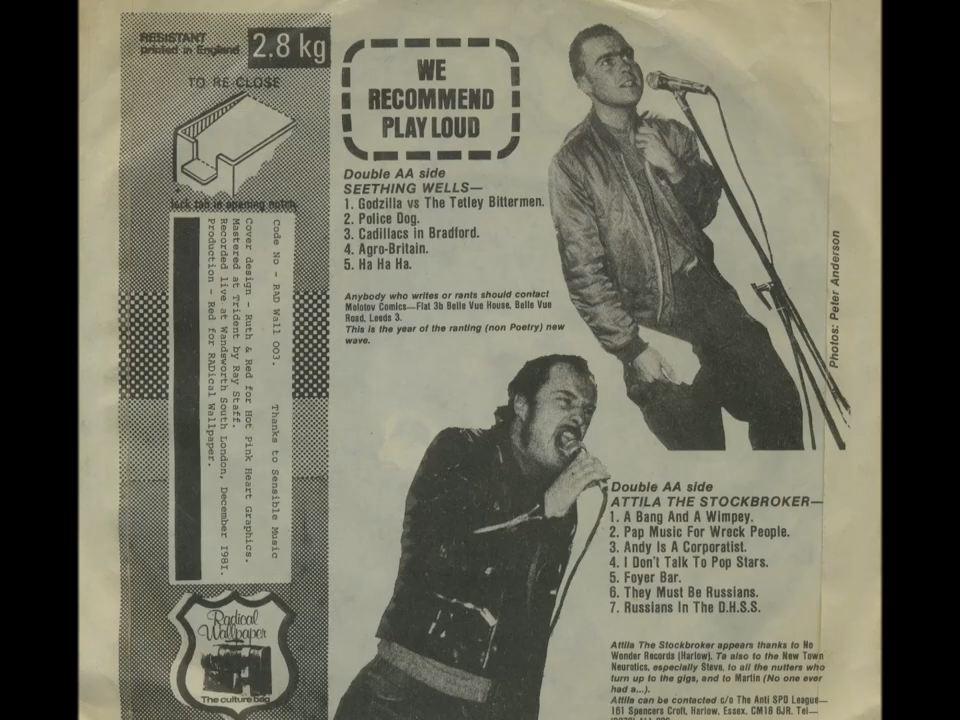 RESISTANT
printed in England
2.8 kg
TO RE-CLOSE
lock tab in opening notch
Code No - RAD Wall 003. Thanks to Sensible Music
Cover design - Ruth & Red for Hot Pink Heart Graphics.
Mastered at Trident by Ray Staff.
Recorded live at Wandsworth South London, December 1981.
Production - Red for RADical Wallpaper.
Radical
Wallpaper
The culture bag
WE
RECOMMEND
PLAY LOUD
Double AA side
SEETHING WELLS—
1. Godzilla vs The Tetley Bittermen.
2. Police Dog.
3. Cadillacs in Bradford.
4. Agro-Britain.
5. Ha Ha Ha.
Anybody who writes or rants should contact
Molotov Comics—Flat 3b Belle Vue House, Belle Vue
Road, Leeds 3.
This is the year of the ranting (non Poetry) new
wave.
Photos: Peter Anderson
Double AA side
ATTILA THE STOCKBROKER—
1. A Bang And A Wimpey.
2. Pap Music For Wreck People.
3. Andy Is A Corporatist.
4. I Don't Talk To Pop Stars.
5. Foyer Bar.
6. They Must Be Russians.
7. Russians In The D.H.S.S.
Attila The Stockbroker appears thanks to No
Wonder Records (Harlow). Ta also to the New Town
Neurotics, especially Steve, to all the nutters who
turn up to the gigs, and to Martin (No one ever
had a...).
Attila can be contacted c/o The Anti SPD League—
161 Spencers Croft, Harlow, Essex, CM18 6JR. Tel—